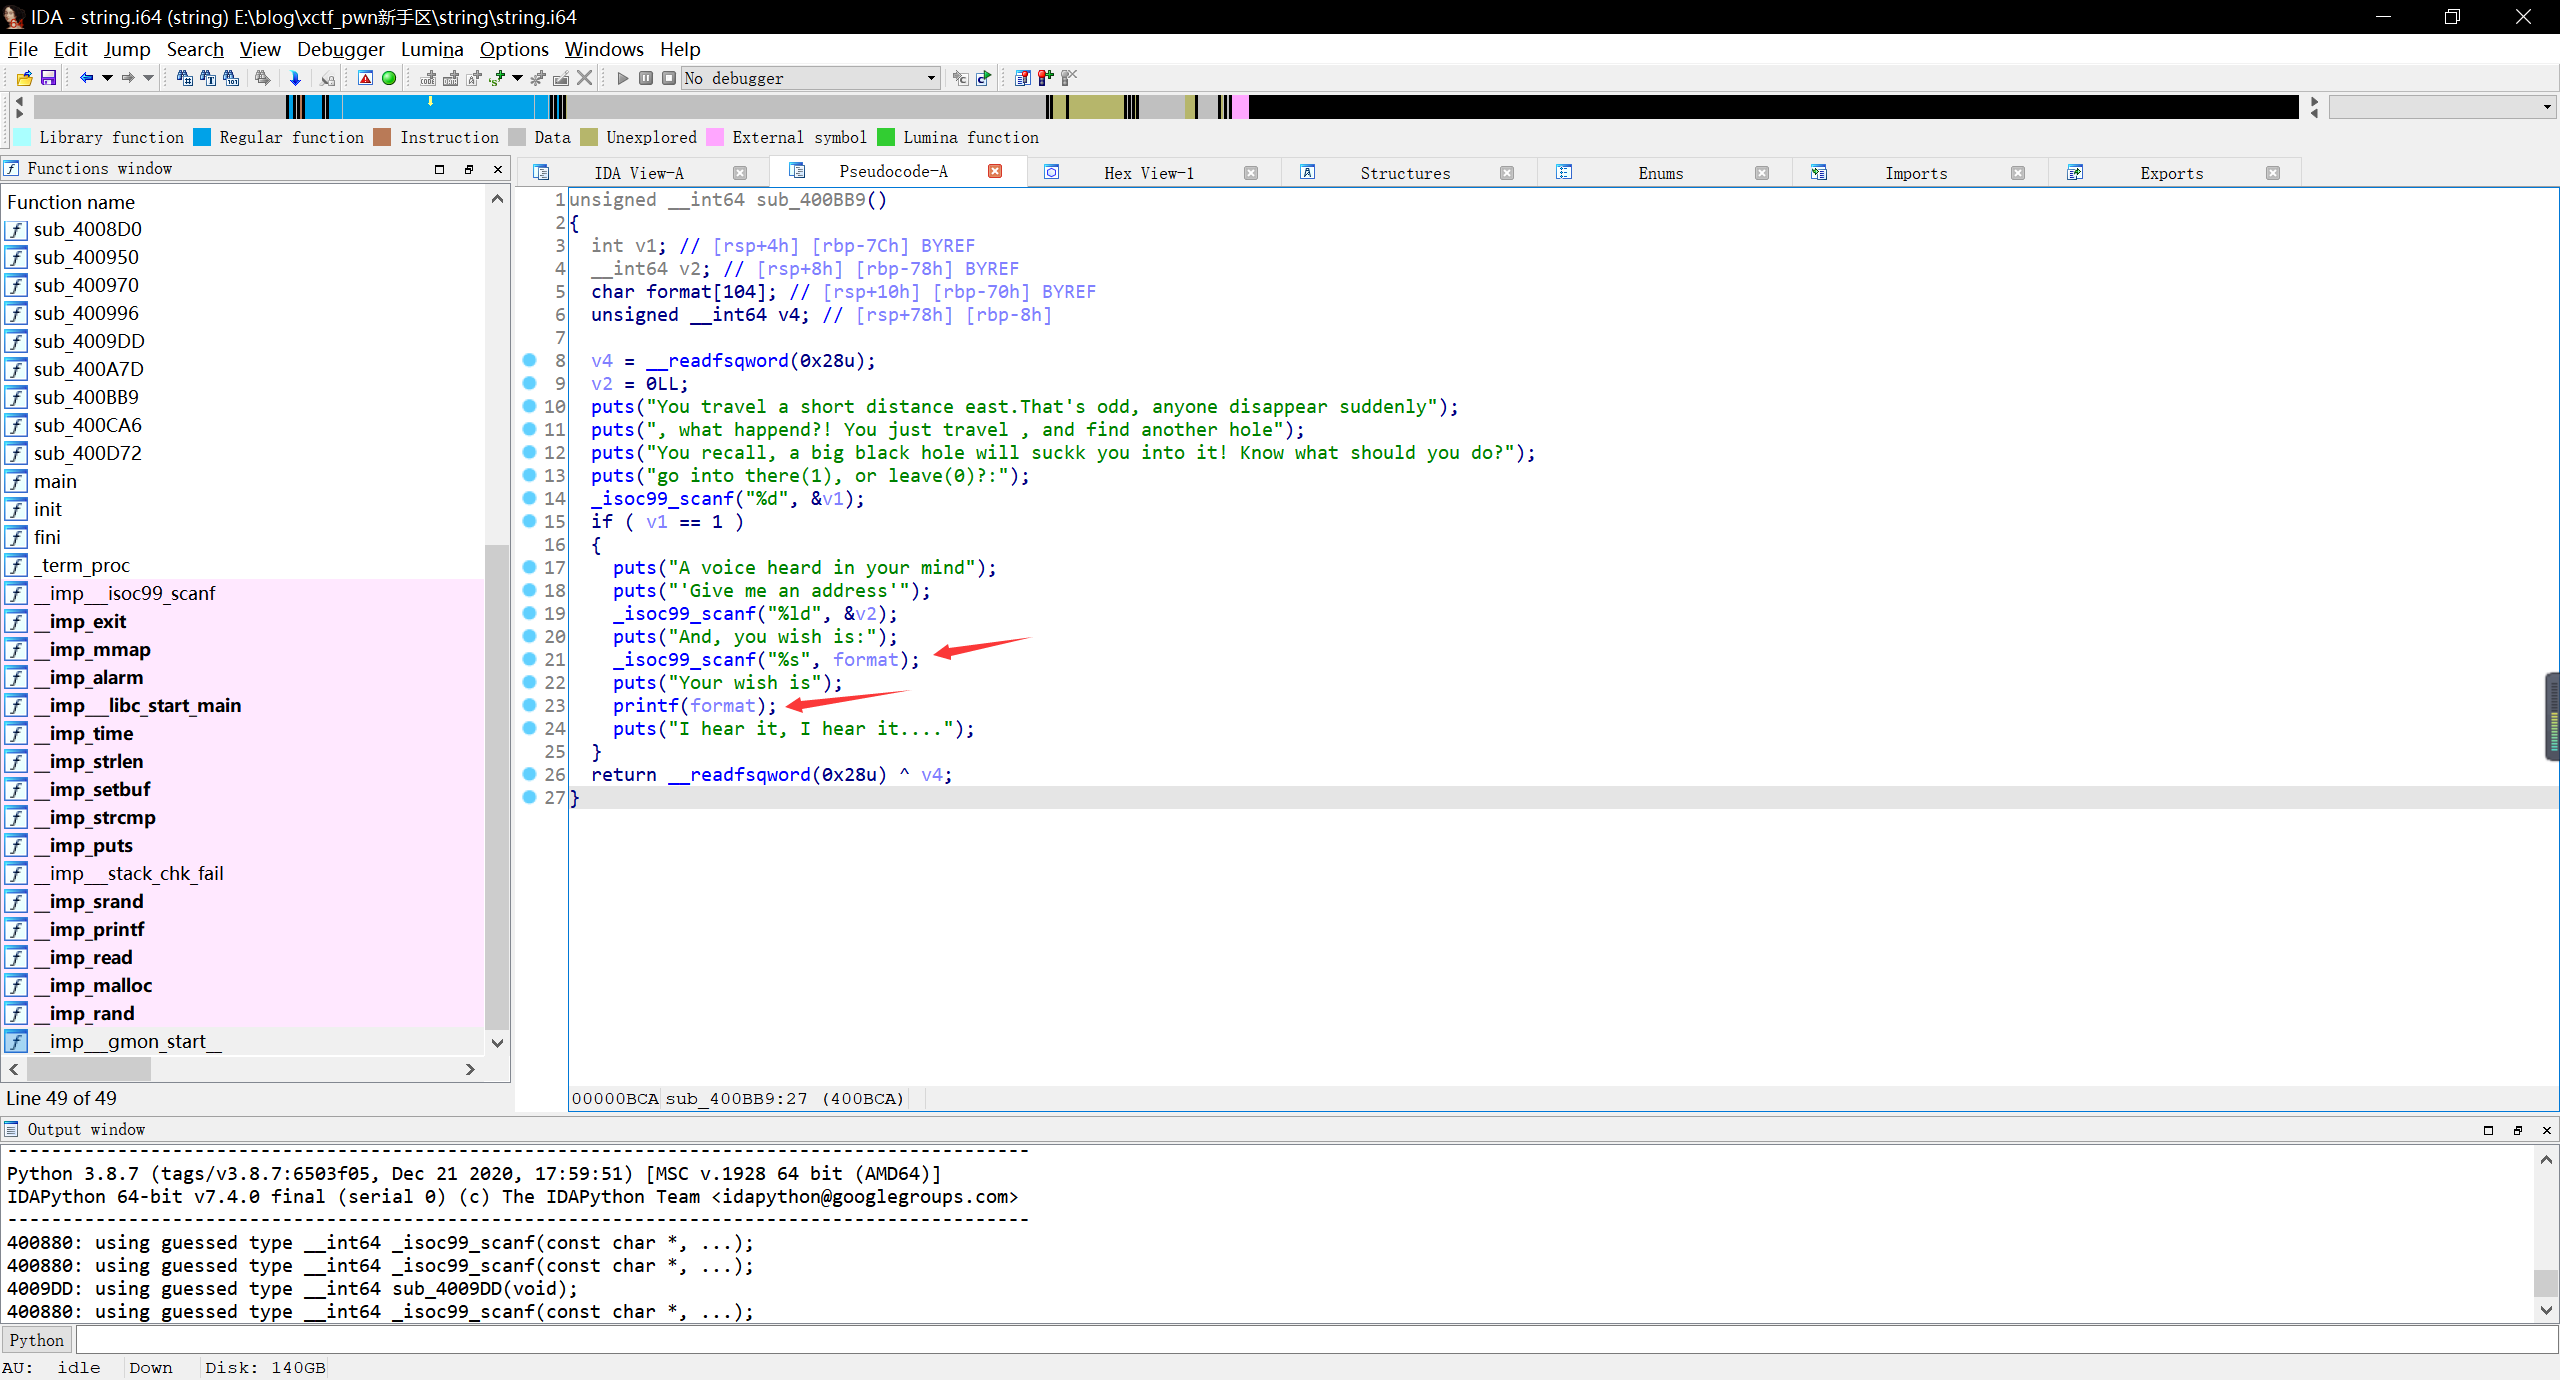 IDA - string.i64 (string) E:\blog\xctf_pwn新手区\string\string.i64
File Edit Jump Search View Debugger Lumina Options Windows Help
No debugger
Library function Regular function Instruction Data Unexplored External symbol Lumina function
Functions window
IDA View-A Pseudocode-A Hex View-1 Structures Enums Imports Exports
Function name
sub_4008D0
sub_400950
sub_400970
sub_400996
sub_4009DD
sub_400A7D
sub_400BB9
sub_400CA6
sub_400D72
main
init
fini
_term_proc
__imp___isoc99_scanf
__imp_exit
__imp_mmap
__imp_alarm
__imp___libc_start_main
__imp_time
__imp_strlen
__imp_setbuf
__imp_strcmp
__imp_puts
__imp___stack_chk_fail
__imp_srand
__imp_printf
__imp_read
__imp_malloc
__imp_rand
__imp___gmon_start__
Line 49 of 49
1 unsigned __int64 sub_400BB9()
2 {
3 int v1; // [rsp+4h] [rbp-7Ch] BYREF
4 __int64 v2; // [rsp+8h] [rbp-78h] BYREF
5 char format[104]; // [rsp+10h] [rbp-70h] BYREF
6 unsigned __int64 v4; // [rsp+78h] [rbp-8h]
7
8 v4 = __readfsqword(0x28u);
9 v2 = 0LL;
10 puts("You travel a short distance east.That's odd, anyone disappear suddenly");
11 puts(", what happend?! You just travel , and find another hole");
12 puts("You recall, a big black hole will suckk you into it! Know what should you do?");
13 puts("go into there(1), or leave(0)?:");
14 _isoc99_scanf("%d", &v1);
15 if ( v1 == 1 )
16 {
17 puts("A voice heard in your mind");
18 puts("'Give me an address'");
19 _isoc99_scanf("%ld", &v2);
20 puts("And, you wish is:");
21 _isoc99_scanf("%s", format);
22 puts("Your wish is");
23 printf(format);
24 puts("I hear it, I hear it....");
25 }
26 return __readfsqword(0x28u) ^ v4;
27 }
00000BCA sub_400BB9:27 (400BCA)
Output window
---------------------------------------------------------------------------------------------
Python 3.8.7 (tags/v3.8.7:6503f05, Dec 21 2020, 17:59:51) [MSC v.1928 64 bit (AMD64)]
IDAPython 64-bit v7.4.0 final (serial 0) (c) The IDAPython Team <idapython@googlegroups.com>
---------------------------------------------------------------------------------------------
400880: using guessed type __int64 _isoc99_scanf(const char *, ...);
400880: using guessed type __int64 _isoc99_scanf(const char *, ...);
4009DD: using guessed type __int64 sub_4009DD(void);
400880: using guessed type __int64 _isoc99_scanf(const char *, ...);
Python
AU: idle Down Disk: 140GB